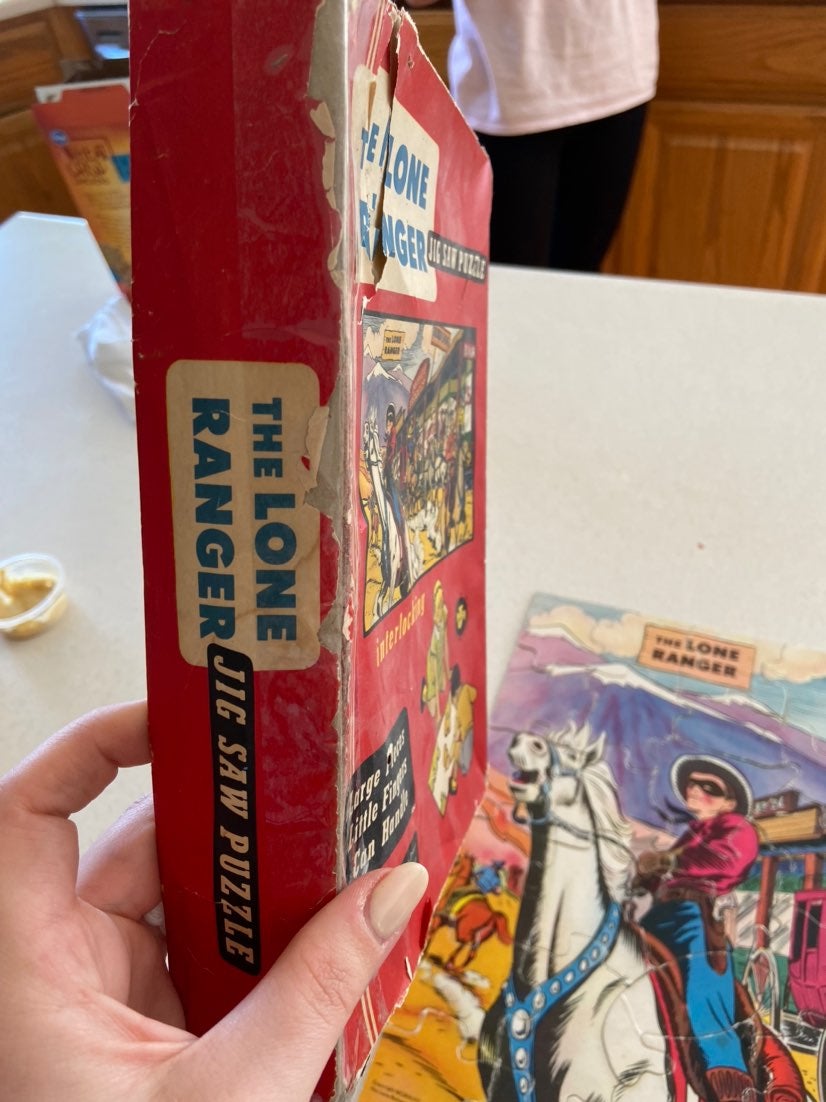 THE LONE
RANGER
JIG SAW PUZZLE
THE LONE
RANGER
JIG SAW PUZZLE
THE LONE
RANGER
interlocking
Large Pieces
Little Fingers
Can Handle
THE LONE
RANGER